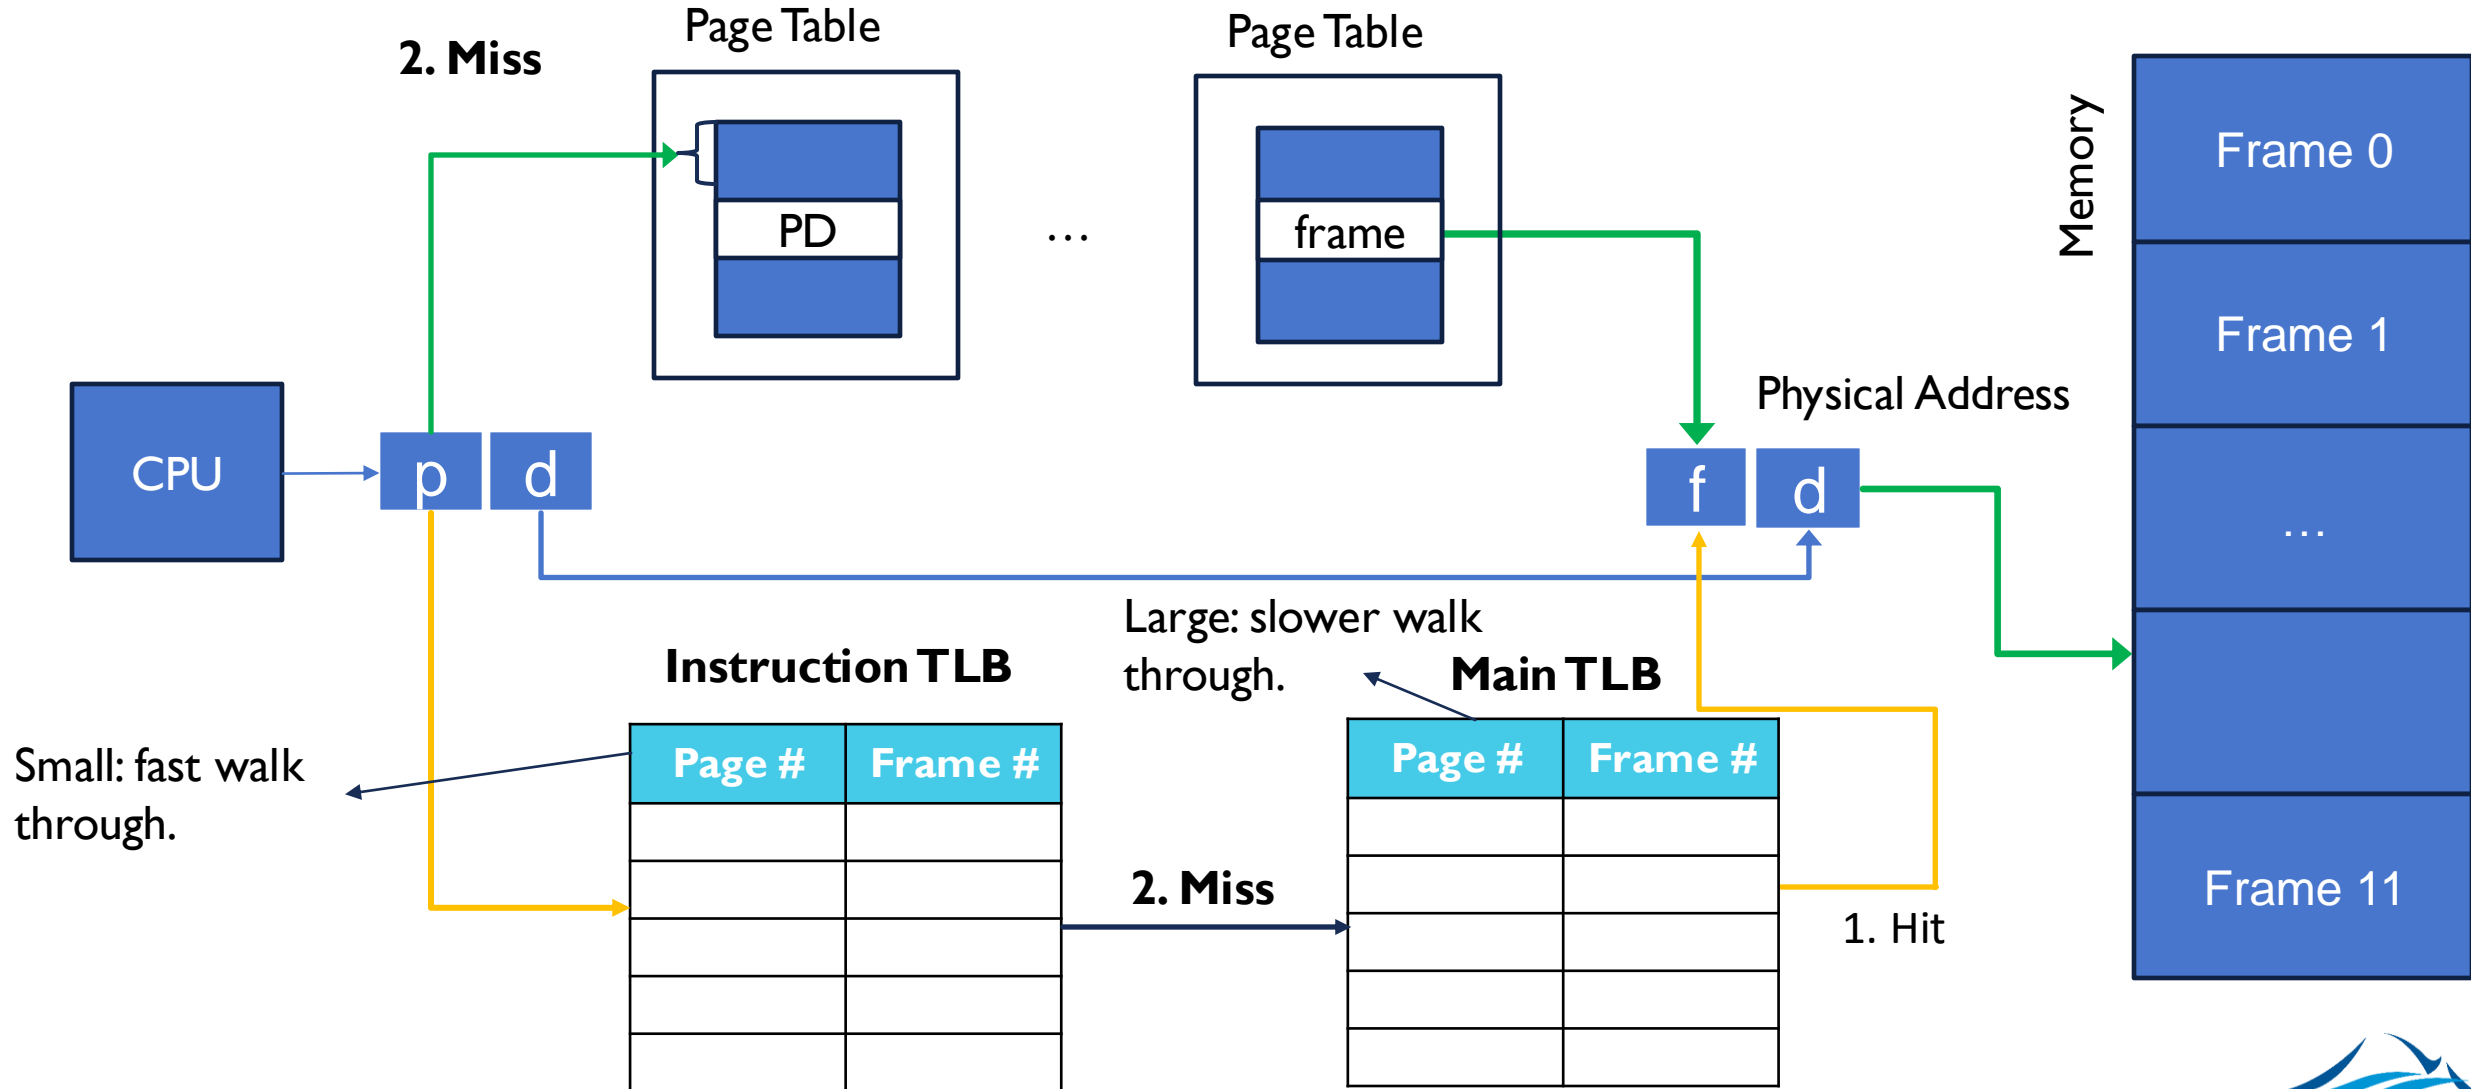 Page Table
Page Table
2. Miss
Memory
Frame 0
PD
...
frame
Frame 1
Physical Address
CPU
p
d
f
d
...
Large: slower walk
through.
Instruction TLB
Main TLB
Small: fast walk
through.
Page #
Frame #
Page #
Frame #
2. Miss
1. Hit
Frame 11